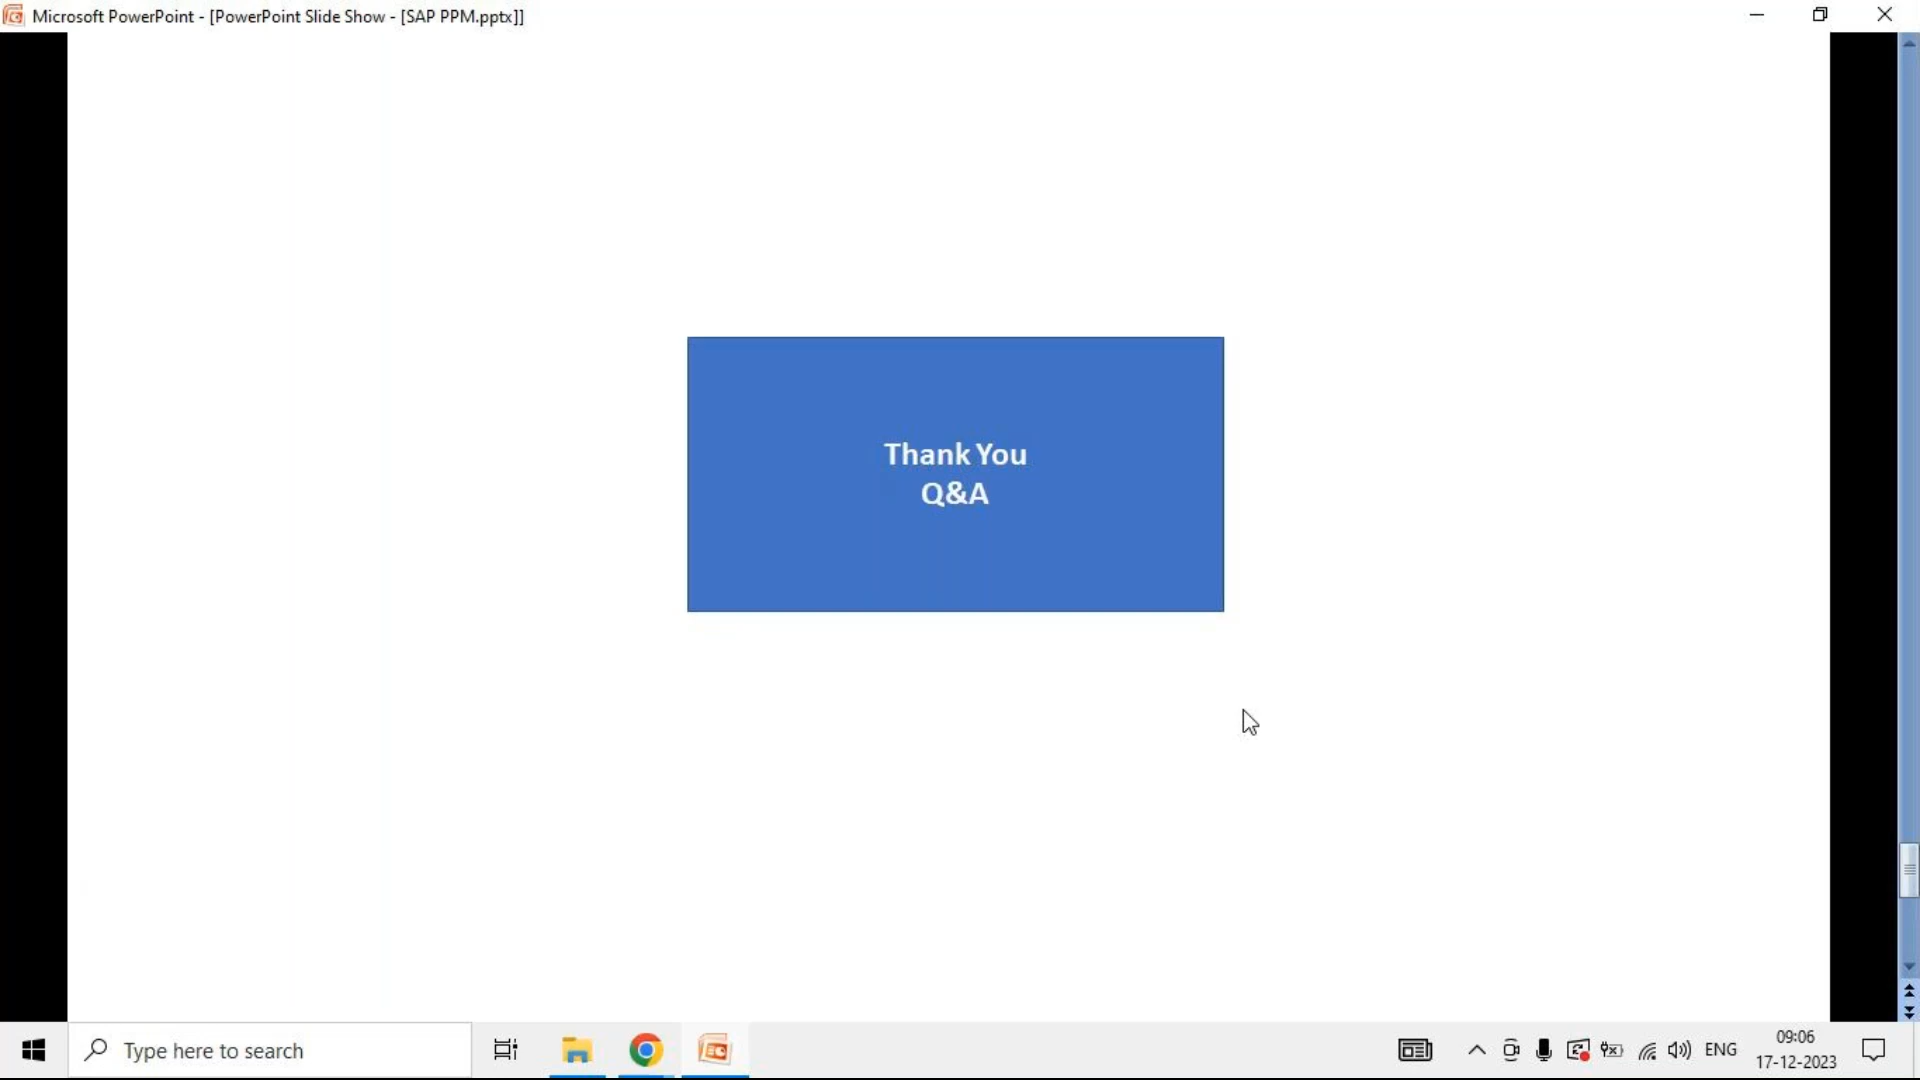 Microsoft PowerPoint - [PowerPoint Slide Show - [SAP PPM.pptx]]
Thank You
Q&A
Type here to search
ENG
09:06
17-12-2023